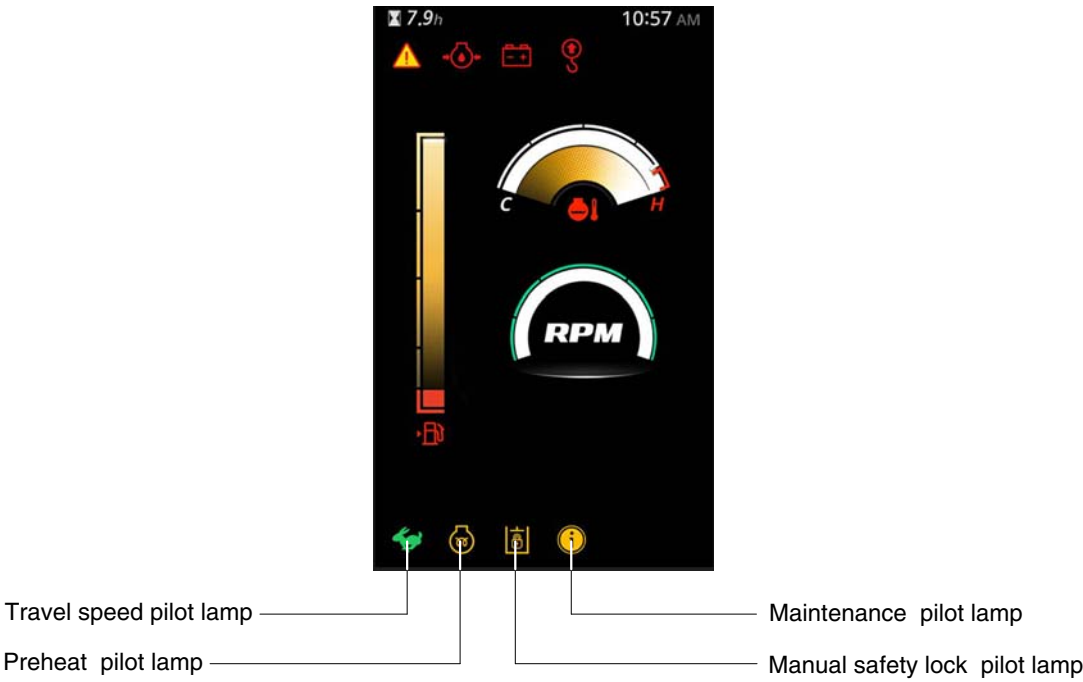 7.9h
10:57 AM
C
H
RPM
Travel speed pilot lamp
Maintenance pilot lamp
Preheat pilot lamp
Manual safety lock pilot lamp